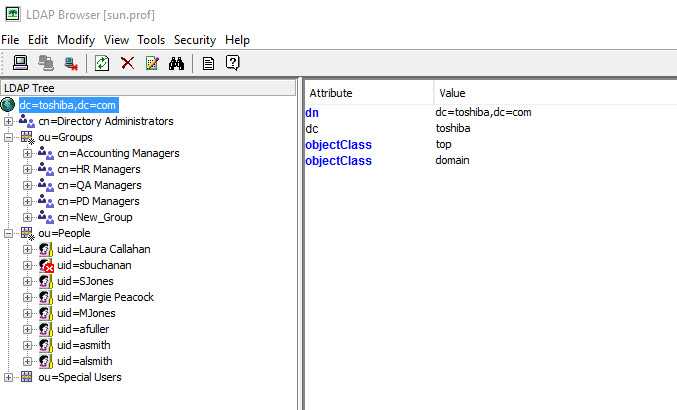 LDAP Browser [sun.prof]
File Edit Modify View Tools Security Help
LDAP Tree
dc=toshiba,dc=com
cn=Directory Administrators
ou=Groups
cn=Accounting Managers
cn=HR Managers
cn=QA Managers
cn=PD Managers
cn=New_Group
ou=People
uid=Laura Callahan
uid=sbuchanan
uid=SJones
uid=Margie Peacock
uid=MJones
uid=afuller
uid=asmith
uid=alsmith
ou=Special Users
Attribute Value
dn dc=toshiba,dc=com
dc toshiba
objectClass top
objectClass domain